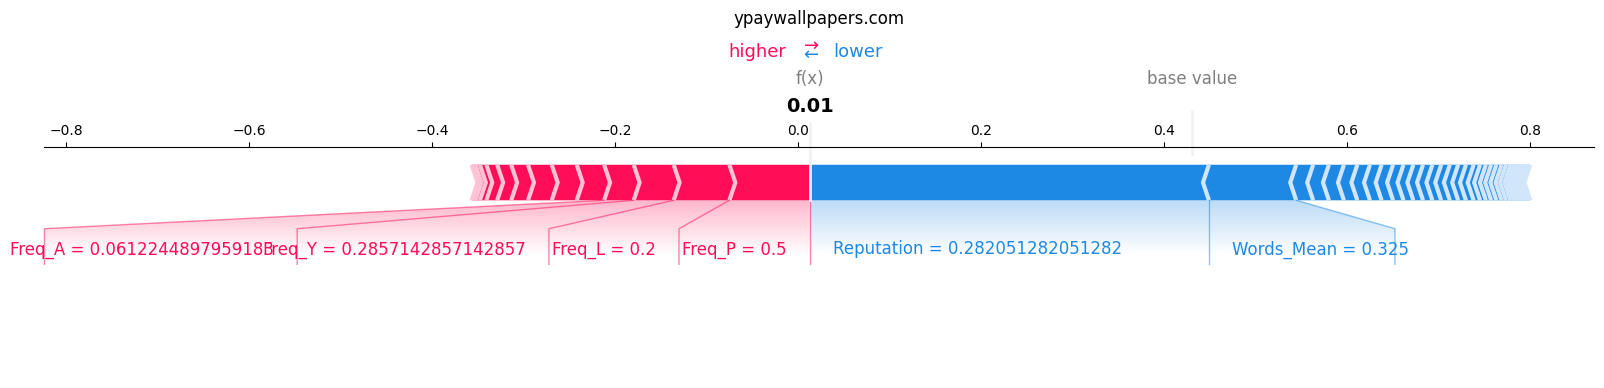 ypaywallpapers.com
higher ⇄ lower
f(x) base value
0.01
−0.8 −0.6 −0.4 −0.2 0.0 0.2 0.4 0.6 0.8
Freq_A = 0.0612244897959183 Freq_Y = 0.2857142857142857 Freq_L = 0.2 Freq_P = 0.5 Reputation = 0.282051282051282 Words_Mean = 0.325